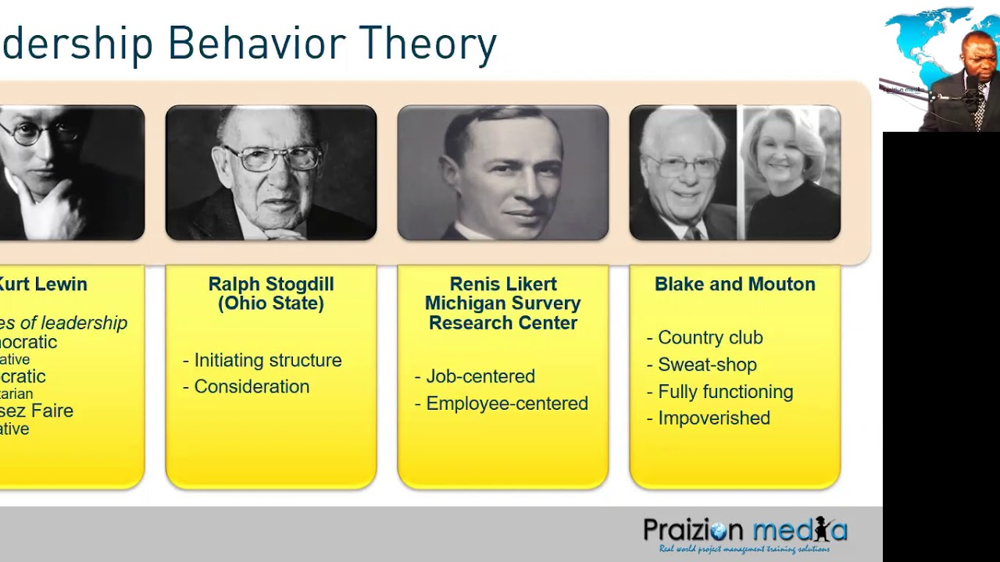 dership Behavior Theory
Kurt Lewin
es of leadership
nocratic
ative
cratic
tarian
sez Faire
ative
Ralph Stogdill
(Ohio State)
- Initiating structure
- Consideration
Renis Likert
Michigan Survery
Research Center
- Job-centered
- Employee-centered
Blake and Mouton
- Country club
- Sweat-shop
- Fully functioning
- Impoverished
Praizion media
Real world project management training solutions